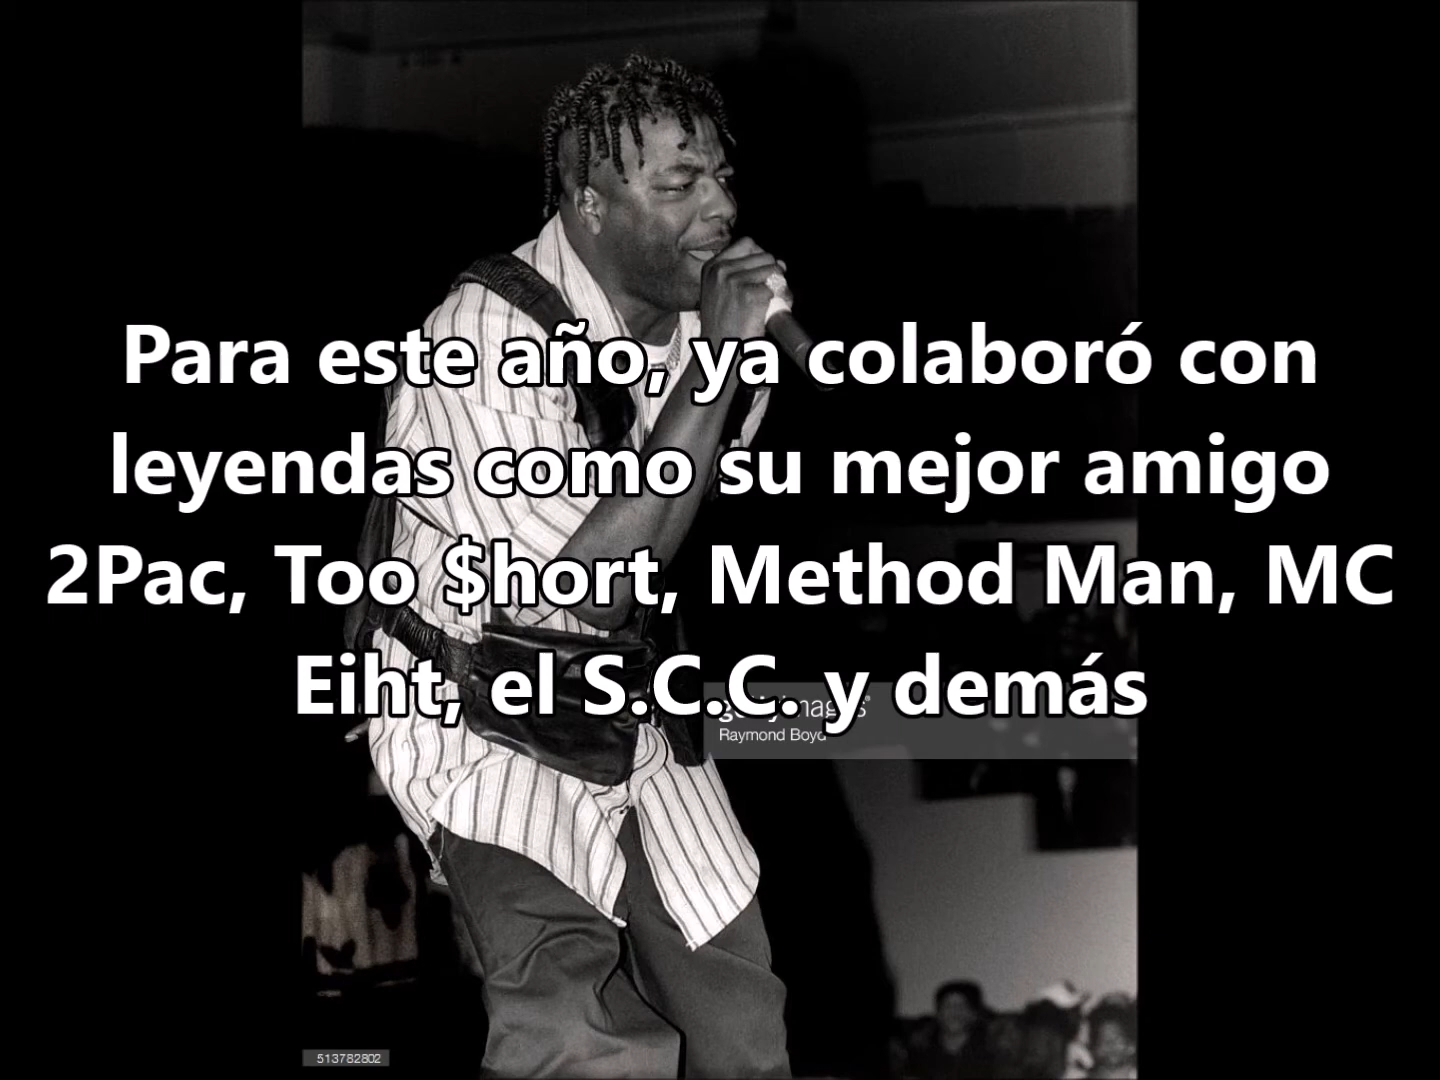 Para este año, ya colaboró con
leyendas como su mejor amigo
2Pac, Too $hort, Method Man, MC
Eiht, el S.C.C. y demás
gettyimages®
Raymond Boyd
513782802